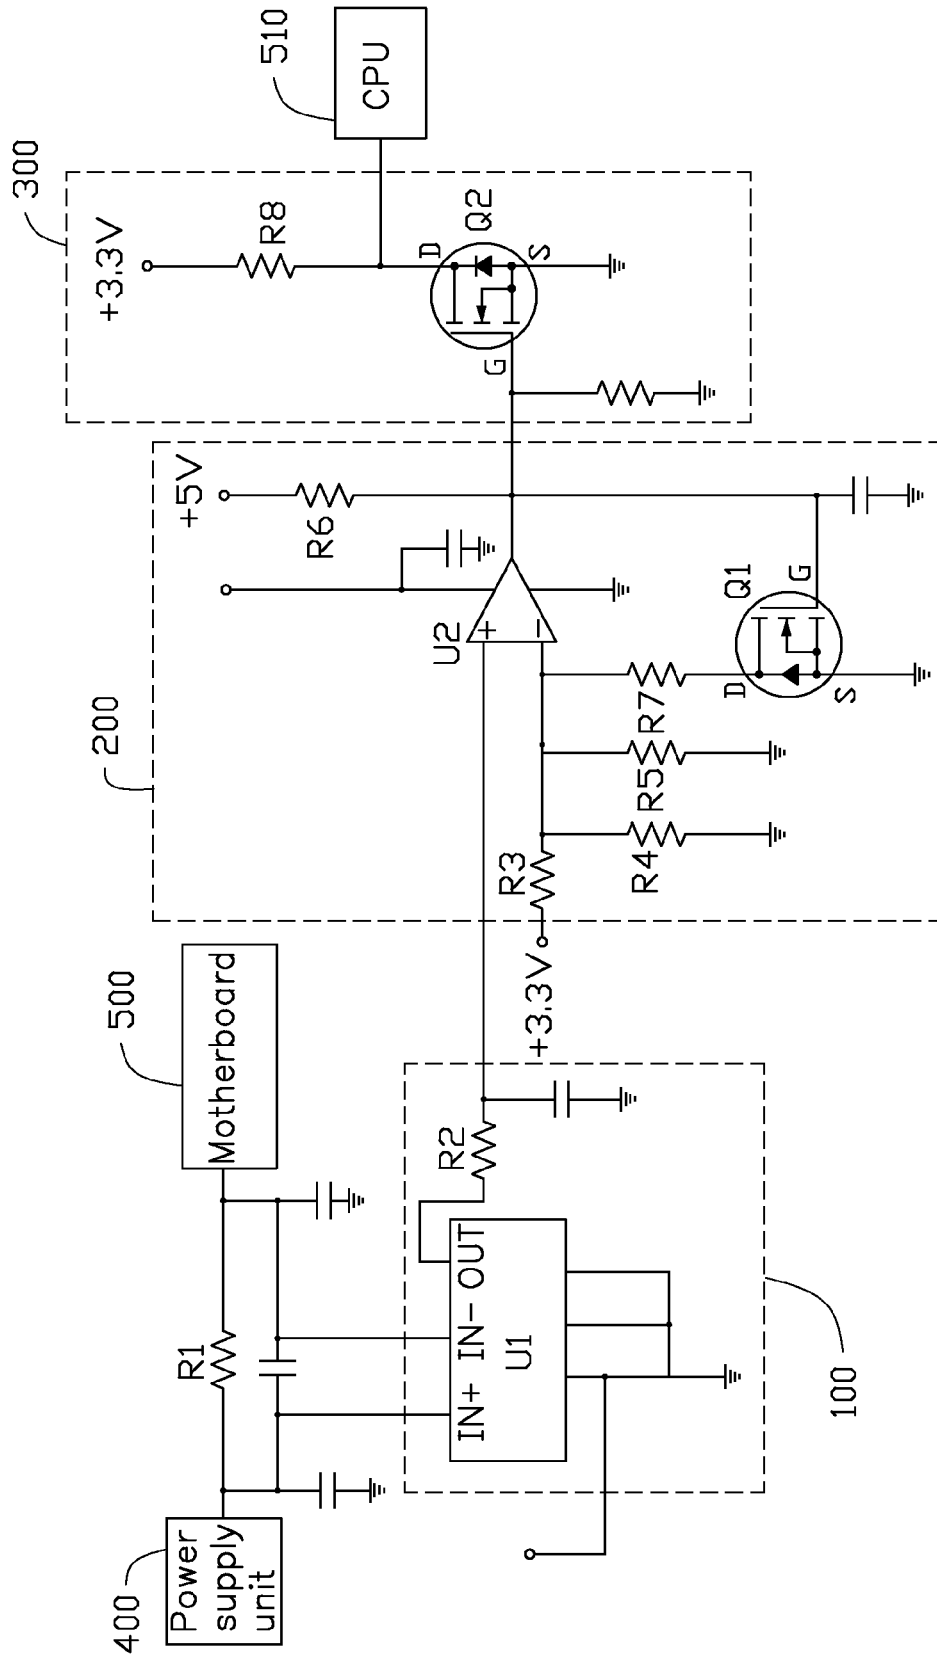 400
Power
supply
unit
R1
500
Motherboard
100
IN+
IN-
OUT
U1
R2
200
+3.3V
R3
R4
R5
R7
U2
+
-
+5V
R6
Q1
D
G
S
300
+3.3V
R8
D
Q2
G
S
510
CPU